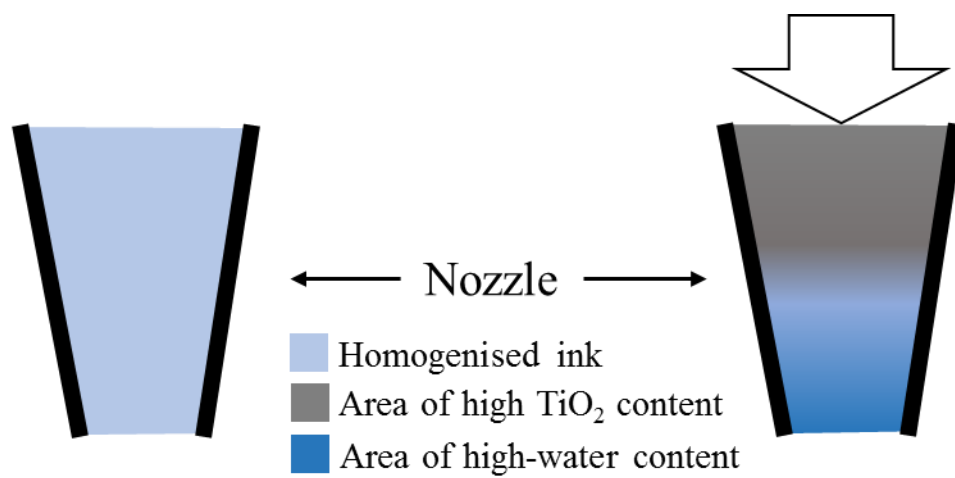 Nozzle
Homogenised ink
Area of high TiO₂ content
Area of high-water content